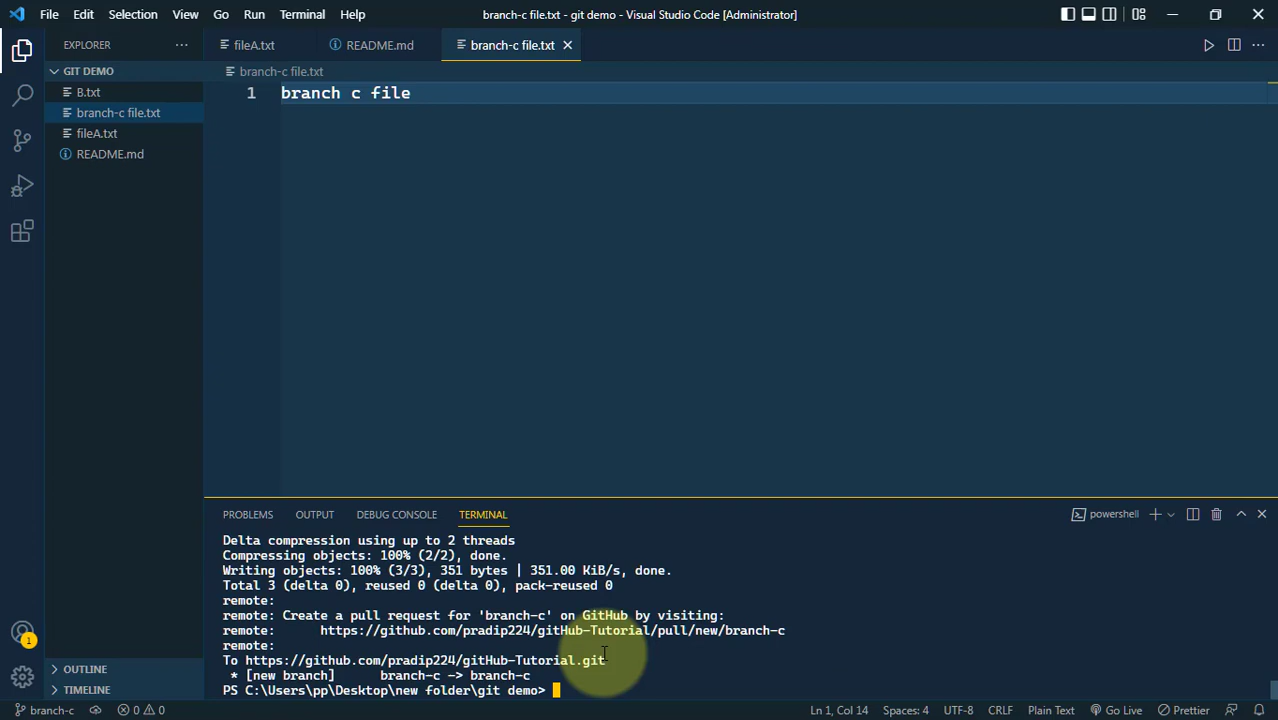 File Edit Selection View Go Run Terminal Help
branch-c file.txt - git demo - Visual Studio Code [Administrator]
EXPLORER
fileA.txt
README.md
branch-c file.txt
GIT DEMO
B.txt
branch-c file.txt
fileA.txt
README.md
branch-c file.txt
1 branch c file
PROBLEMS OUTPUT DEBUG CONSOLE TERMINAL
powershell
Delta compression using up to 2 threads
Compressing objects: 100% (2/2), done.
Writing objects: 100% (3/3), 351 bytes | 351.00 KiB/s, done.
Total 3 (delta 0), reused 0 (delta 0), pack-reused 0
remote:
remote: Create a pull request for 'branch-c' on GitHub by visiting:
remote:      https://github.com/pradip224/gitHub-Tutorial/pull/new/branch-c
remote:
To https://github.com/pradip224/gitHub-Tutorial.git
 * [new branch]      branch-c -> branch-c
PS C:\Users\pp\Desktop\new folder\git demo>
OUTLINE
TIMELINE
1
branch-c 0 0 Ln 1, Col 14 Spaces: 4 UTF-8 CRLF Plain Text Go Live Prettier